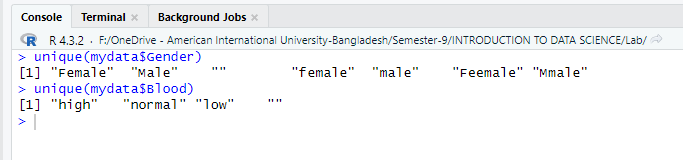 Console Terminal × Background Jobs ×
R R 4.3.2 · F:/OneDrive - American International University-Bangladesh/Semester-9/INTRODUCTION TO DATA SCIENCE/Lab/
> unique(mydata$Gender)
[1] "Female" "Male" "" "female" "male" "Feemale" "Mmale"
> unique(mydata$Blood)
[1] "high" "normal" "low" ""
>